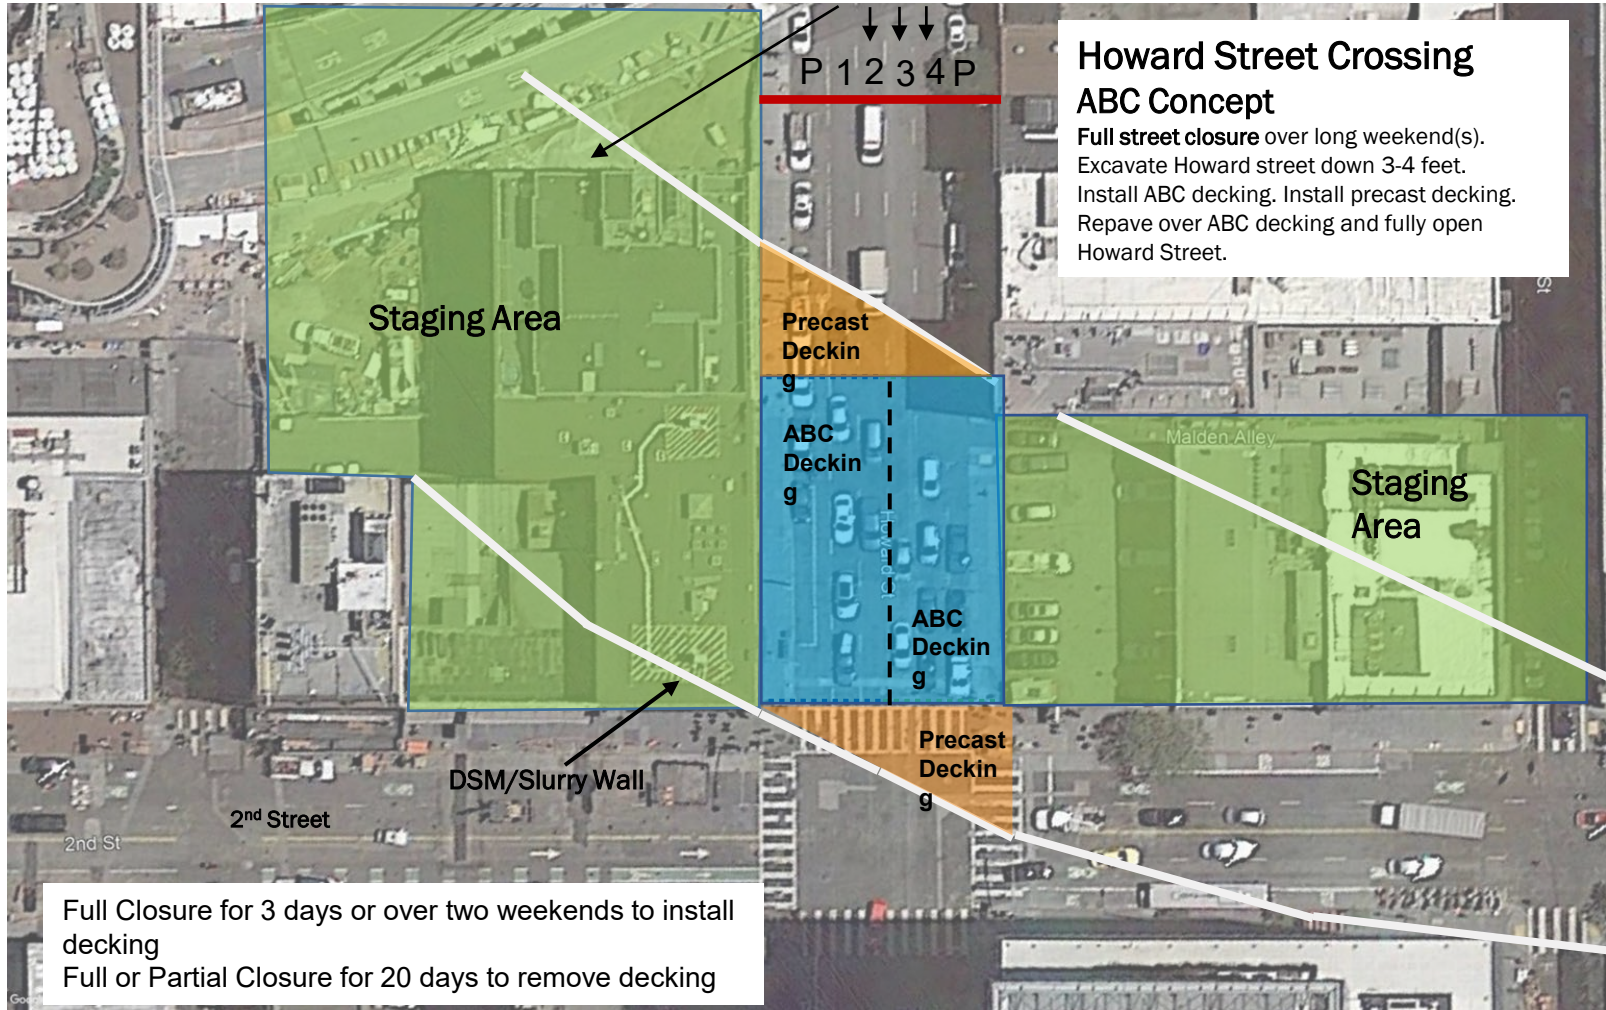 P 1 2 3 4 P
Howard Street Crossing
ABC Concept
Full street closure over long weekend(s).
Excavate Howard street down 3-4 feet.
Install ABC decking. Install precast decking.
Repave over ABC decking and fully open
Howard Street.
St
Staging Area
Precast
Deckin
g
ABC
Deckin
g
Howard St
ABC
Deckin
g
Malden Alley
Staging
Area
Precast
Deckin
g
DSM/Slurry Wall
2nd Street
2nd St
Full Closure for 3 days or over two weekends to install
decking
Full or Partial Closure for 20 days to remove decking
Goo